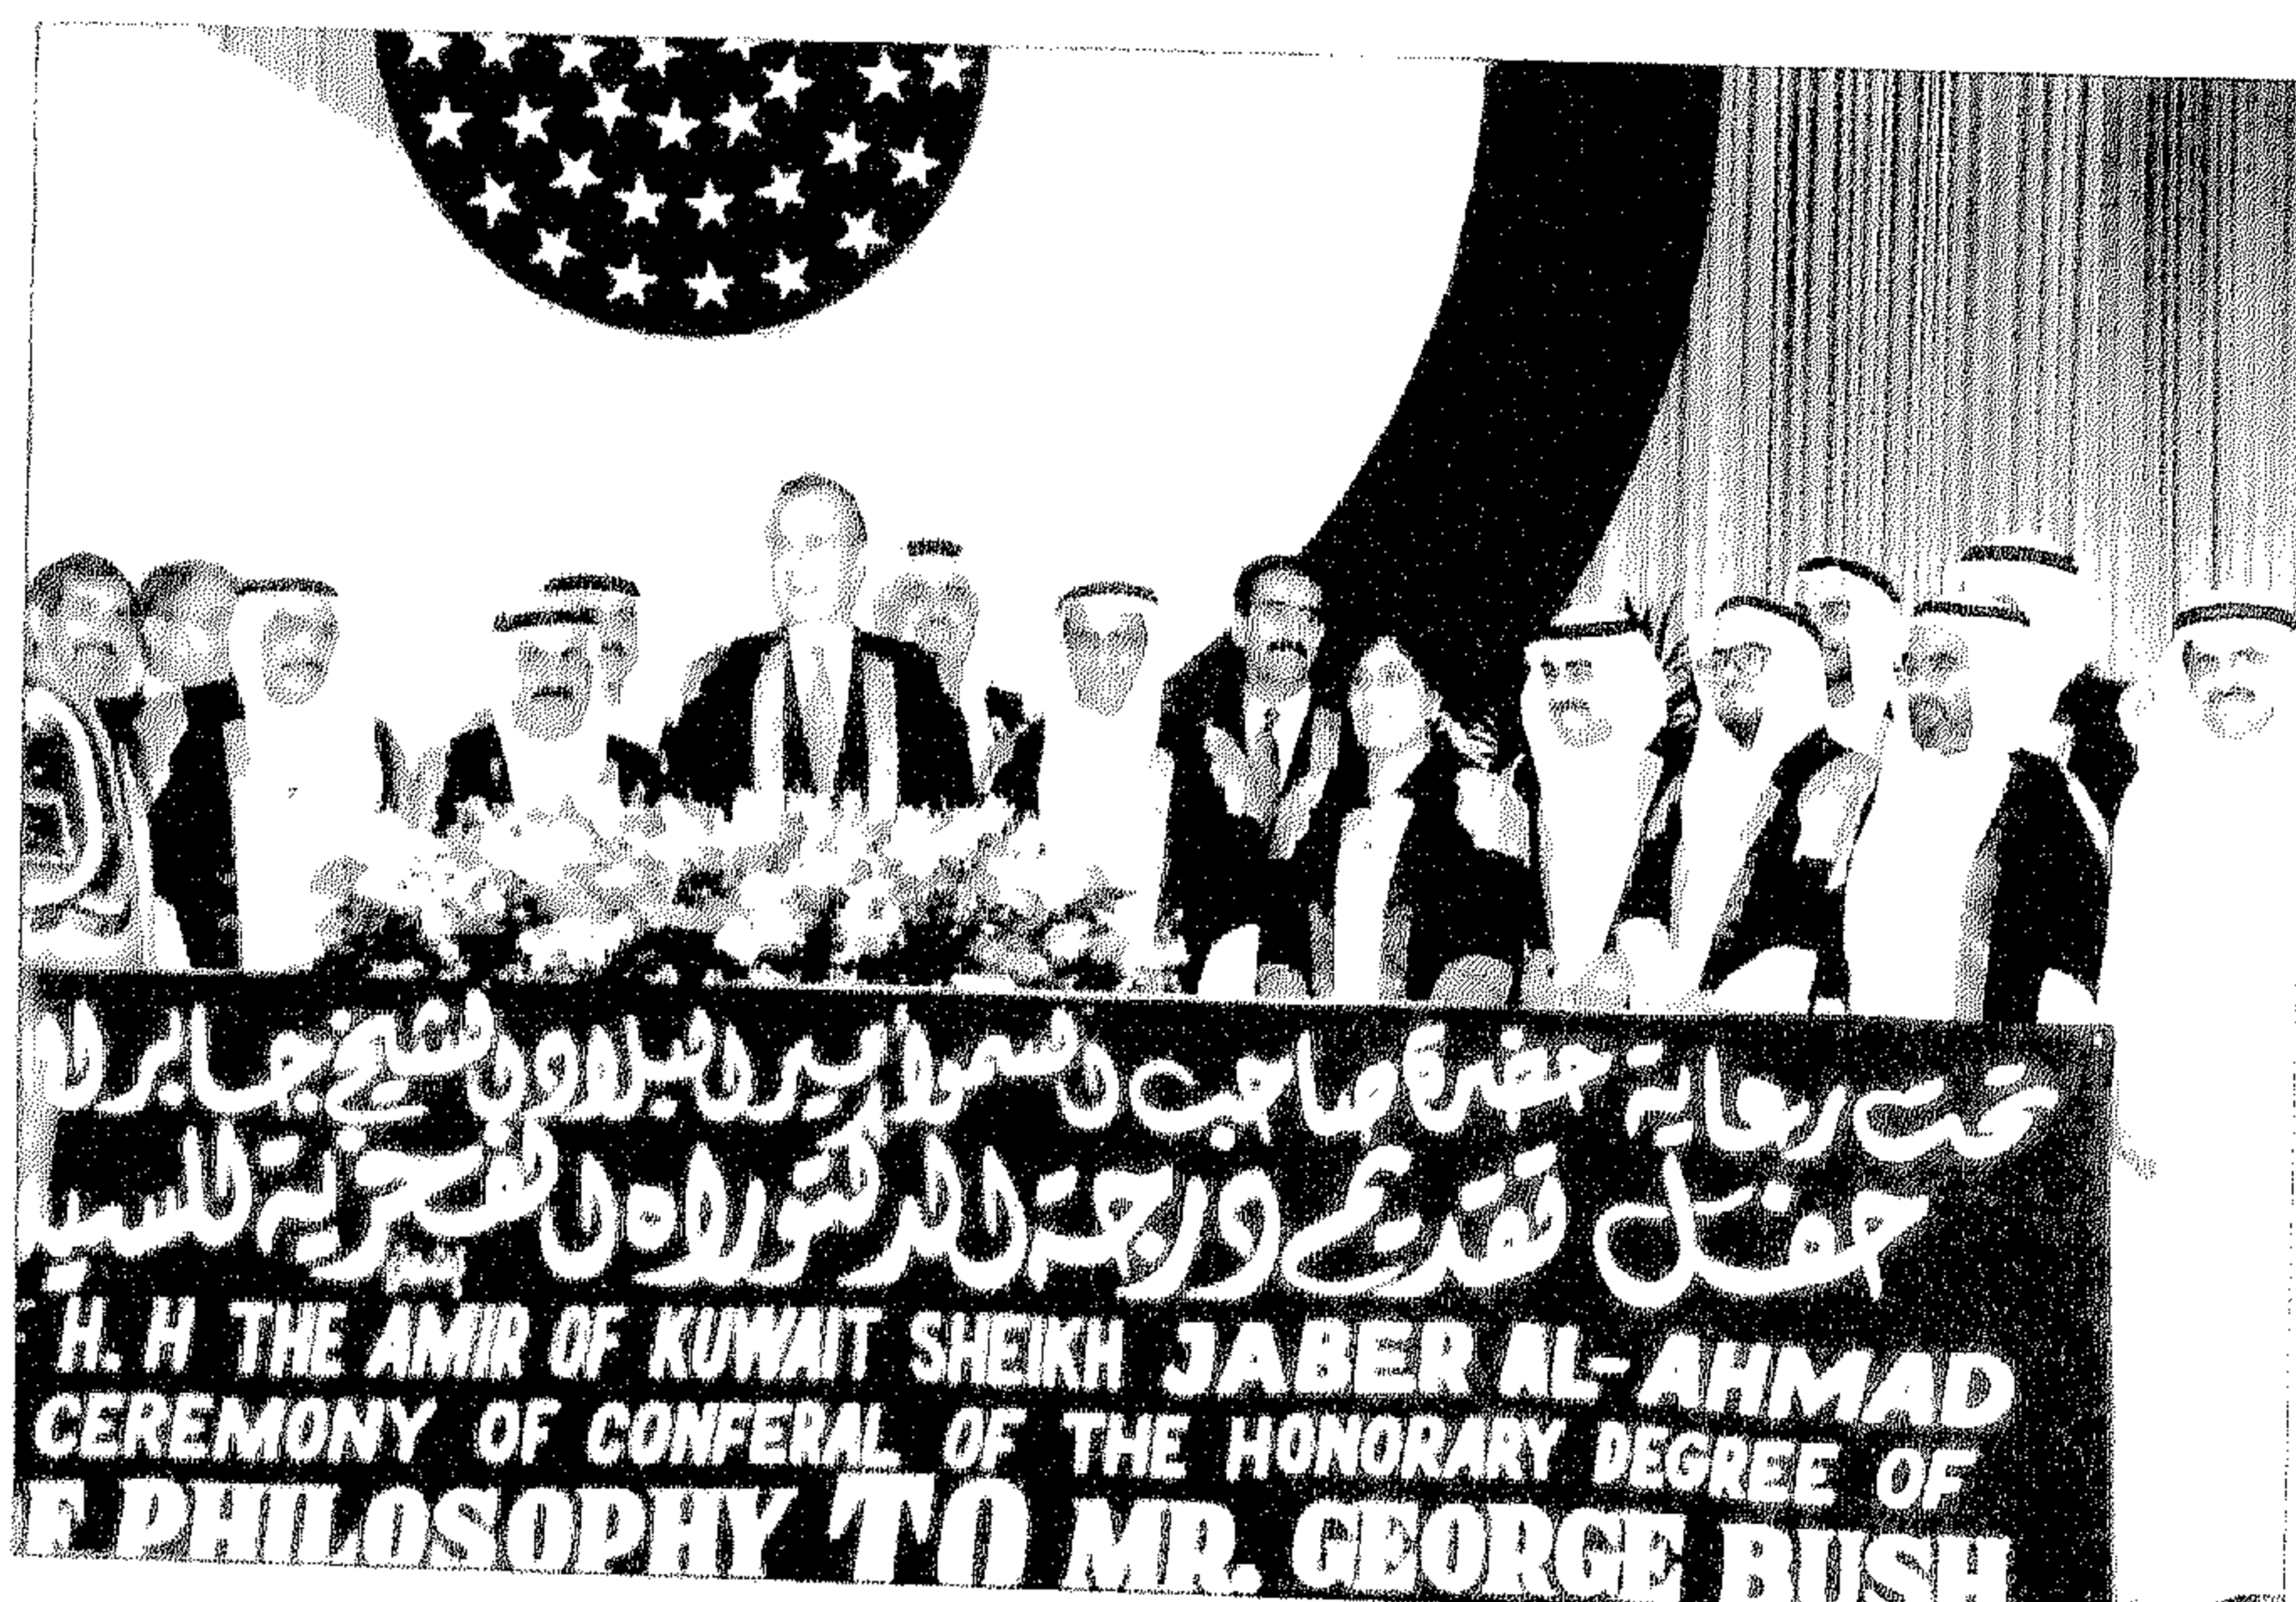 تحت رعاية حضرة صاحب السمو أمير البلاد الشيخ جابر ال
حفل تقديم درجة الدكتوراه الفخرية للسيد
H. H THE AMIR OF KUWAIT SHEIKH JABER AL-AHMAD
CEREMONY OF CONFERAL OF THE HONORARY DEGREE OF
F PHILOSOPHY TO MR. GEORGE BUSH